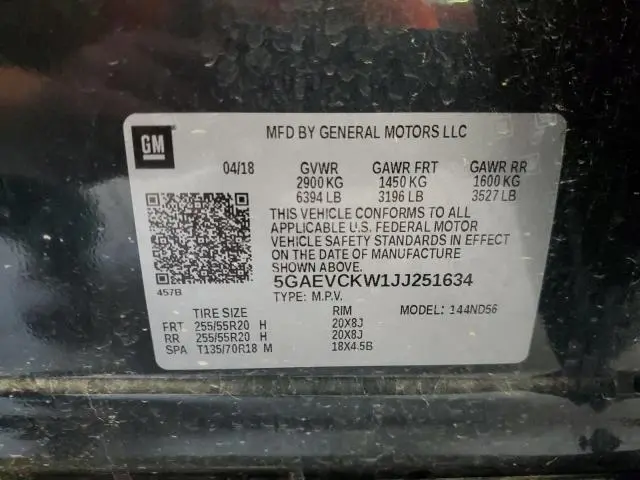 GM
MFD BY GENERAL MOTORS LLC
04/18 GVWR GAWR FRT GAWR RR
2900 KG 1450 KG 1600 KG
6394 LB 3196 LB 3527 LB
THIS VEHICLE CONFORMS TO ALL
APPLICABLE U.S. FEDERAL MOTOR
VEHICLE SAFETY STANDARDS IN EFFECT
ON THE DATE OF MANUFACTURE
SHOWN ABOVE.
457B
5GAEVCKW1JJ251634
TYPE: M.P.V.
TIRE SIZE RIM MODEL: 144ND56
FRT 255/55R20 H 20X8J
RR 255/55R20 H 20X8J
SPA T135/70R18 M 18X4.5B